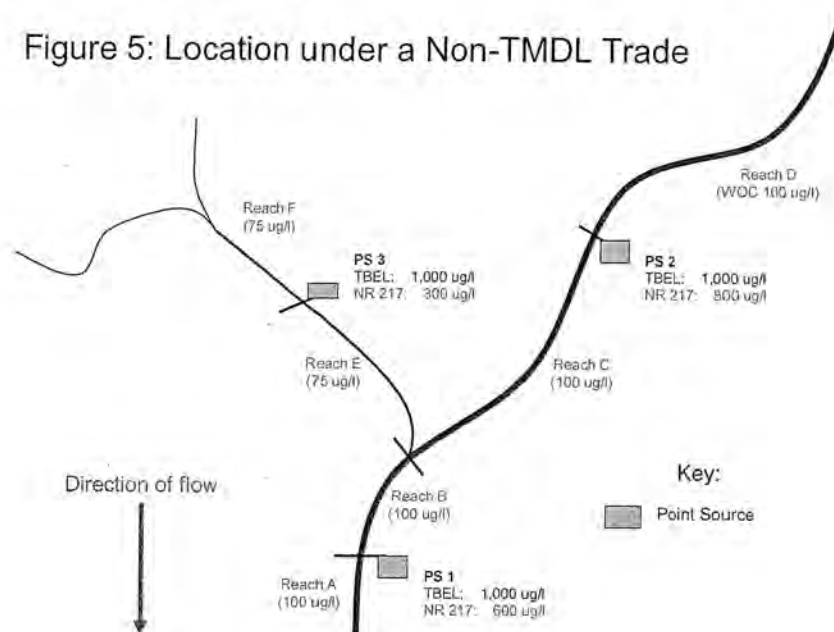 Figure 5: Location under a Non-TMDL Trade
Reach D
(WQC 100 ug/l)
Reach F
(75 ug/l)
PS 3
TBEL: 1,000 ug/l
NR 217: 300 ug/l
PS 2
TBEL: 1,000 ug/l
NR 217: 800 ug/l
Reach E
(75 ug/l)
Reach C
(100 ug/l)
Direction of flow
Key:
Point Source
Reach B
(100 ug/l)
Reach A
(100 ug/l)
PS 1
TBEL: 1,000 ug/l
NR 217: 600 ug/l